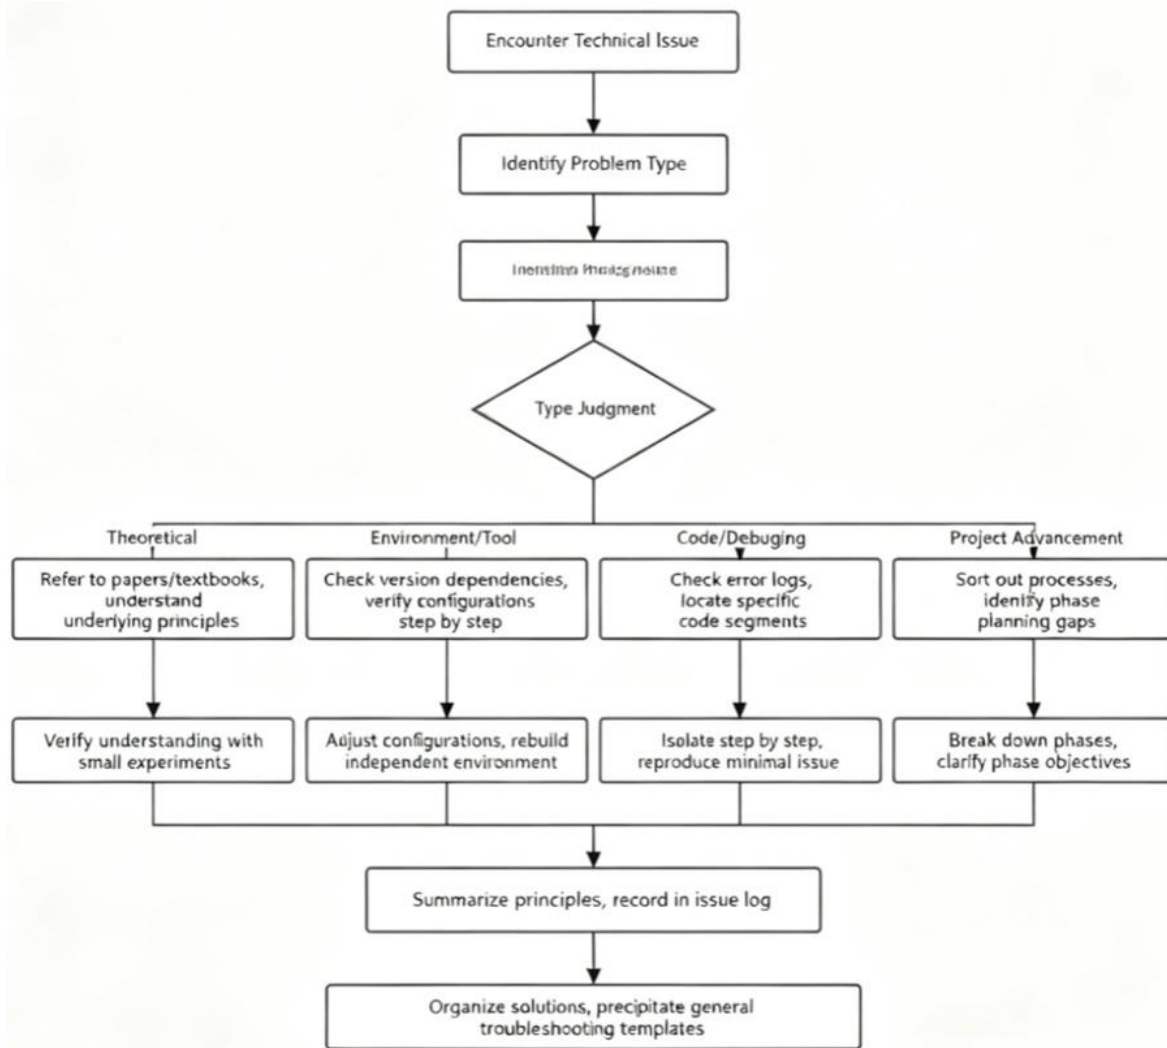 Encounter Technical Issue
Identify Problem Type
Type Judgment
Theoretical
Environment/Tool
Code/Debuging
Project Advancement
Refer to papers/textbooks,
understand
underlying principles
Check version dependencies,
verify configurations
step by step
Check error logs,
locate specific
code segments
Sort out processes,
identify phase
planning gaps
Verify understanding with
small experiments
Adjust configurations, rebuild
independent environment
Isolate step by step,
reproduce minimal issue
Break down phases,
clarify phase objectives
Summarize principles, record in issue log
Organize solutions, precipitate general
troubleshooting templates